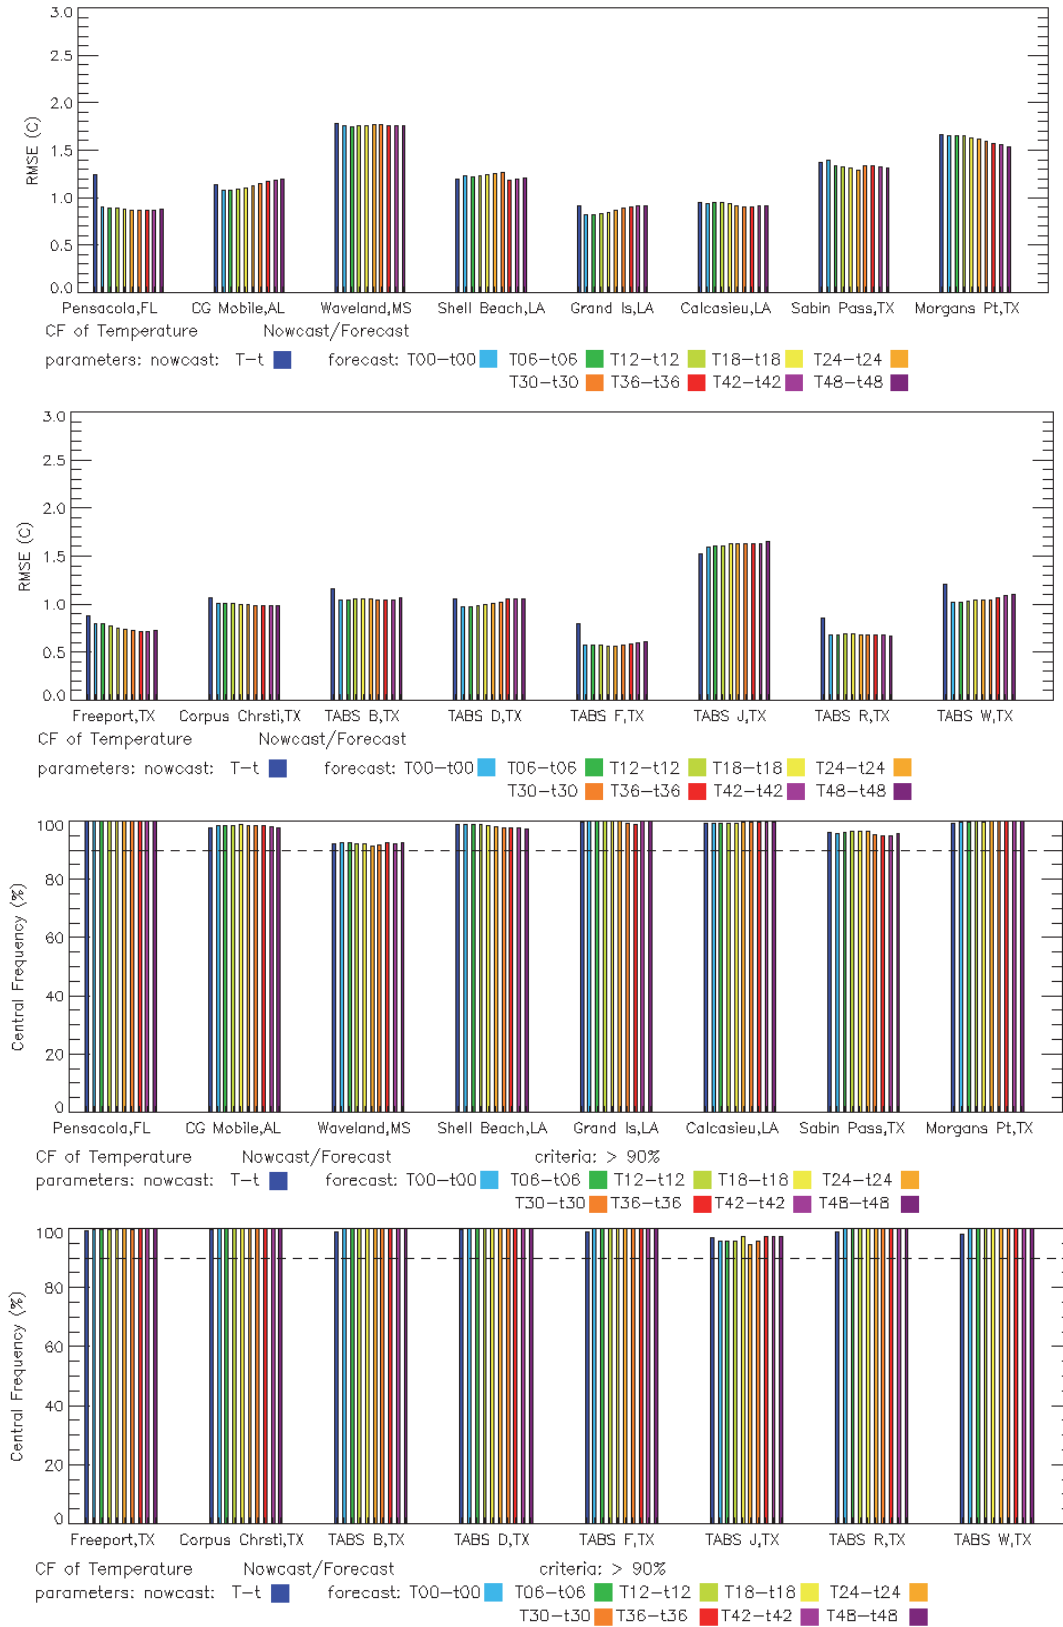 3.0
2.5
2.0
1.5
1.0
0.5
0.0
RMSE (C)
Pensacola,FL CG Mobile,AL Waveland,MS Shell Beach,LA Grand Is,LA Calcasieu,LA Sabin Pass,TX Morgans Pt,TX
CF of Temperature Nowcast/Forecast
parameters: nowcast: T-t forecast: T00-t00 T06-t06 T12-t12 T18-t18 T24-t24
T30-t30 T36-t36 T42-t42 T48-t48
3.0
2.5
2.0
1.5
1.0
0.5
0.0
RMSE (C)
Freeport,TX Corpus Chrsti,TX TABS B,TX TABS D,TX TABS F,TX TABS J,TX TABS R,TX TABS W,TX
CF of Temperature Nowcast/Forecast
parameters: nowcast: T-t forecast: T00-t00 T06-t06 T12-t12 T18-t18 T24-t24
T30-t30 T36-t36 T42-t42 T48-t48
100
80
60
40
20
0
Central Frequency (%)
Pensacola,FL CG Mobile,AL Waveland,MS Shell Beach,LA Grand Is,LA Calcasieu,LA Sabin Pass,TX Morgans Pt,TX
CF of Temperature Nowcast/Forecast criteria: > 90%
parameters: nowcast: T-t forecast: T00-t00 T06-t06 T12-t12 T18-t18 T24-t24
T30-t30 T36-t36 T42-t42 T48-t48
100
80
60
40
20
0
Central Frequency (%)
Freeport,TX Corpus Chrsti,TX TABS B,TX TABS D,TX TABS F,TX TABS J,TX TABS R,TX TABS W,TX
CF of Temperature Nowcast/Forecast criteria: > 90%
parameters: nowcast: T-t forecast: T00-t00 T06-t06 T12-t12 T18-t18 T24-t24
T30-t30 T36-t36 T42-t42 T48-t48